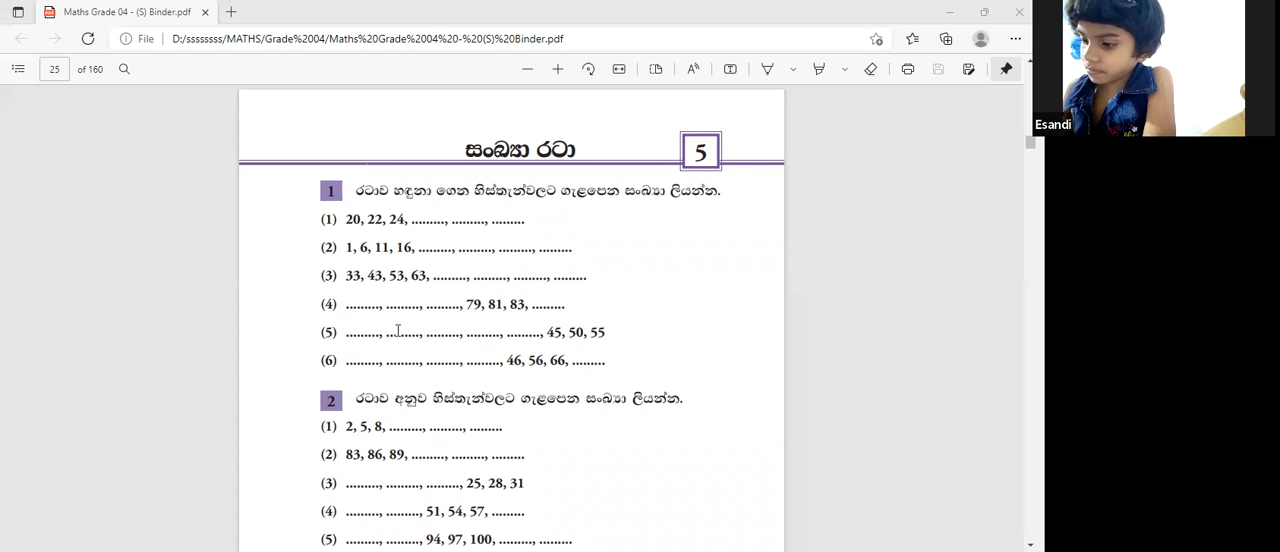 Maths Grade 04 - (S) Binder.pdf
File D:/ssssssss/MATHS/Grade%2004/Maths%20Grade%2004%20-%20(S)%20Binder.pdf
25 of 160
Esandi
සංඛ්‍යා රටා 5
1 රටාව හඳුනා ගෙන හිස්තැන්වලට ගැළපෙන සංඛ්‍යා ලියන්න.
(1) 20, 22, 24, ........., ........., .........
(2) 1, 6, 11, 16, ........., ........., ........., .........
(3) 33, 43, 53, 63, ........., ........., ........., .........
(4) ........., ........., ........., 79, 81, 83, .........
(5) ........., ........., ........., ........., ........., 45, 50, 55
(6) ........., ........., ........., ........., 46, 56, 66, .........
2 රටාව අනුව හිස්තැන්වලට ගැළපෙන සංඛ්‍යා ලියන්න.
(1) 2, 5, 8, ........., ........., .........
(2) 83, 86, 89, ........., ........., .........
(3) ........., ........., ........., 25, 28, 31
(4) ........., ........., 51, 54, 57, .........
(5) ........., ........., 94, 97, 100, ........., .........